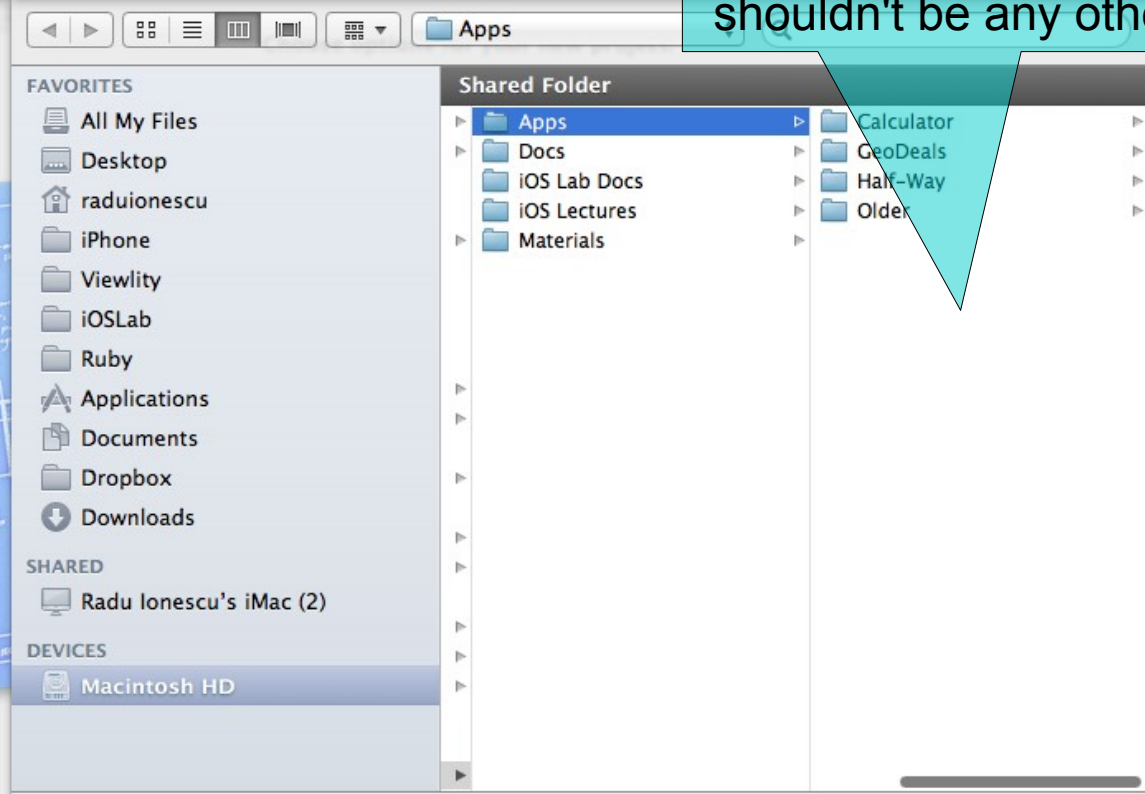 shouldn't be any oth
Apps
FAVORITES
All My Files
Desktop
raduionescu
iPhone
Viewlity
iOSLab
Ruby
Applications
Documents
Dropbox
Downloads
SHARED
Radu Ionescu's iMac (2)
DEVICES
Macintosh HD
Shared Folder
Apps
Docs
iOS Lab Docs
iOS Lectures
Materials
Calculator
GeoDeals
Half-Way
Older